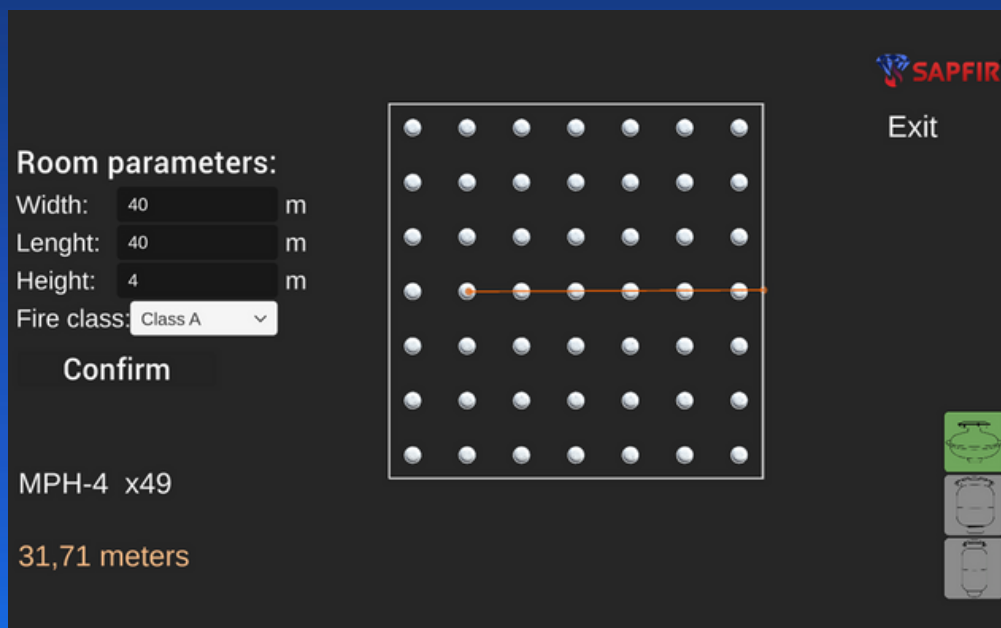 SAPFIR
Exit
Room parameters:
Width: 40 m
Lenght: 40 m
Height: 4 m
Fire class: Class A
Confirm
MPH-4 x49
31,71 meters